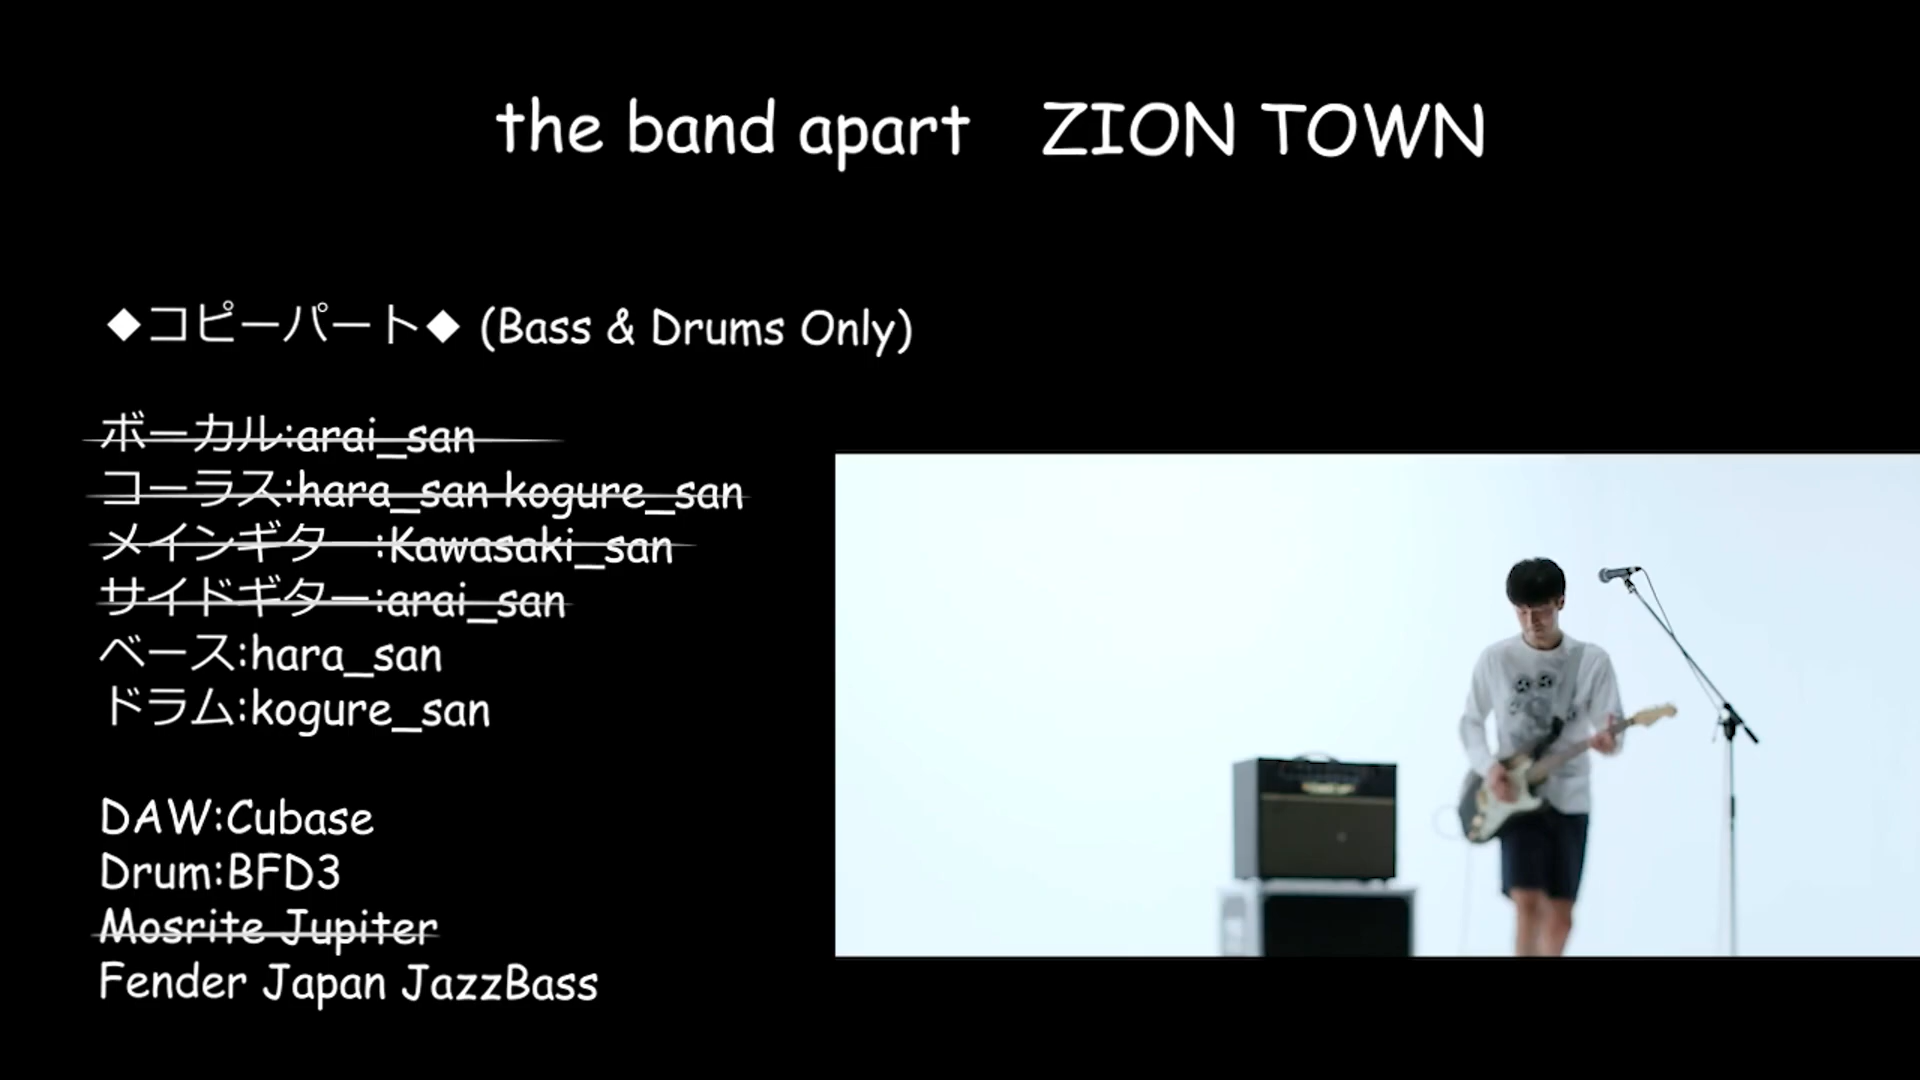 the band apart　ZION TOWN
◆コピーパート◆ (Bass & Drums Only)
ボーカル:arai_san
コーラス:hara_san kogure_san
メインギター:Kawasaki_san
サイドギター:arai_san
ベース:hara_san
ドラム:kogure_san
DAW:Cubase
Drum:BFD3
Mosrite Jupiter
Fender Japan JazzBass